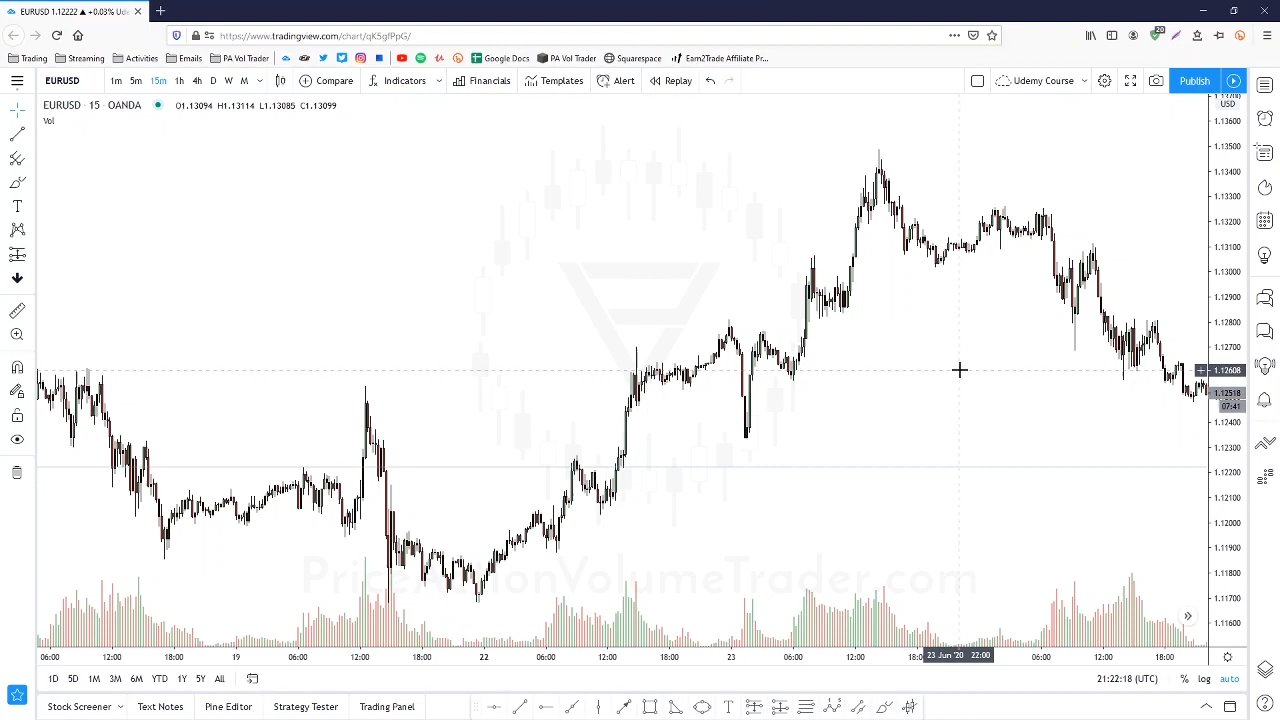 EURUSD 1.12222 ▲ +0.03% Ude
https://www.tradingview.com/chart/qK5gfPpG/
20
Trading Streaming Activities Emails PA Vol Trader Google Docs PA Vol Trader Squarespace Earn2Trade Affiliate Pr...
EURUSD 1m 5m 15m 1h 4h D W M Compare Indicators Financials Templates Alert Replay Udemy Course Publish
EURUSD · 15 · OANDA O1.13094 H1.13114 L1.13085 C1.13099
Vol
USD
1.13600
1.13500
1.13400
1.13300
1.13200
1.13100
1.13000
1.12900
1.12800
1.12700
1.12608
1.12518
07:41
1.12400
1.12300
1.12200
1.12100
1.12000
1.11900
1.11800
1.11700
1.11600
PriceActionVolumeTrader.com
06:00 12:00 18:00 19 06:00 12:00 18:00 22 06:00 12:00 18:00 23 06:00 12:00 18:0 23 Jun '20 22:00 06:00 12:00 18:00
1D 5D 1M 3M 6M YTD 1Y 5Y All 21:22:18 (UTC) % log auto
Stock Screener Text Notes Pine Editor Strategy Tester Trading Panel